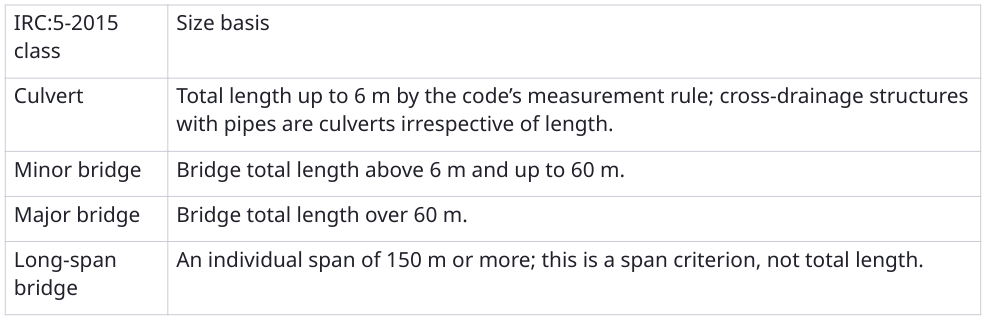 IRC:5-2015
class
Size basis
Culvert
Total length up to 6 m by the code’s measurement rule; cross-drainage structures
with pipes are culverts irrespective of length.
Minor bridge
Bridge total length above 6 m and up to 60 m.
Major bridge
Bridge total length over 60 m.
Long-span
bridge
An individual span of 150 m or more; this is a span criterion, not total length.